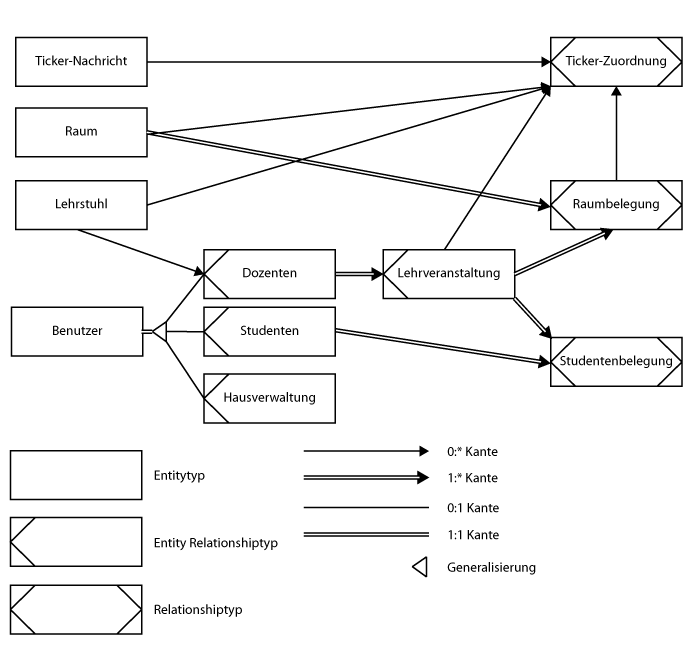 Ticker-Nachricht
Ticker-Zuordnung
Raum
Lehrstuhl
Raumbelegung
Dozenten
Lehrveranstaltung
Benutzer
Studenten
Studentenbelegung
Hausverwaltung
Entitytyp
Entity Relationshiptyp
Relationshiptyp
0:* Kante
1:* Kante
0:1 Kante
1:1 Kante
Generalisierung